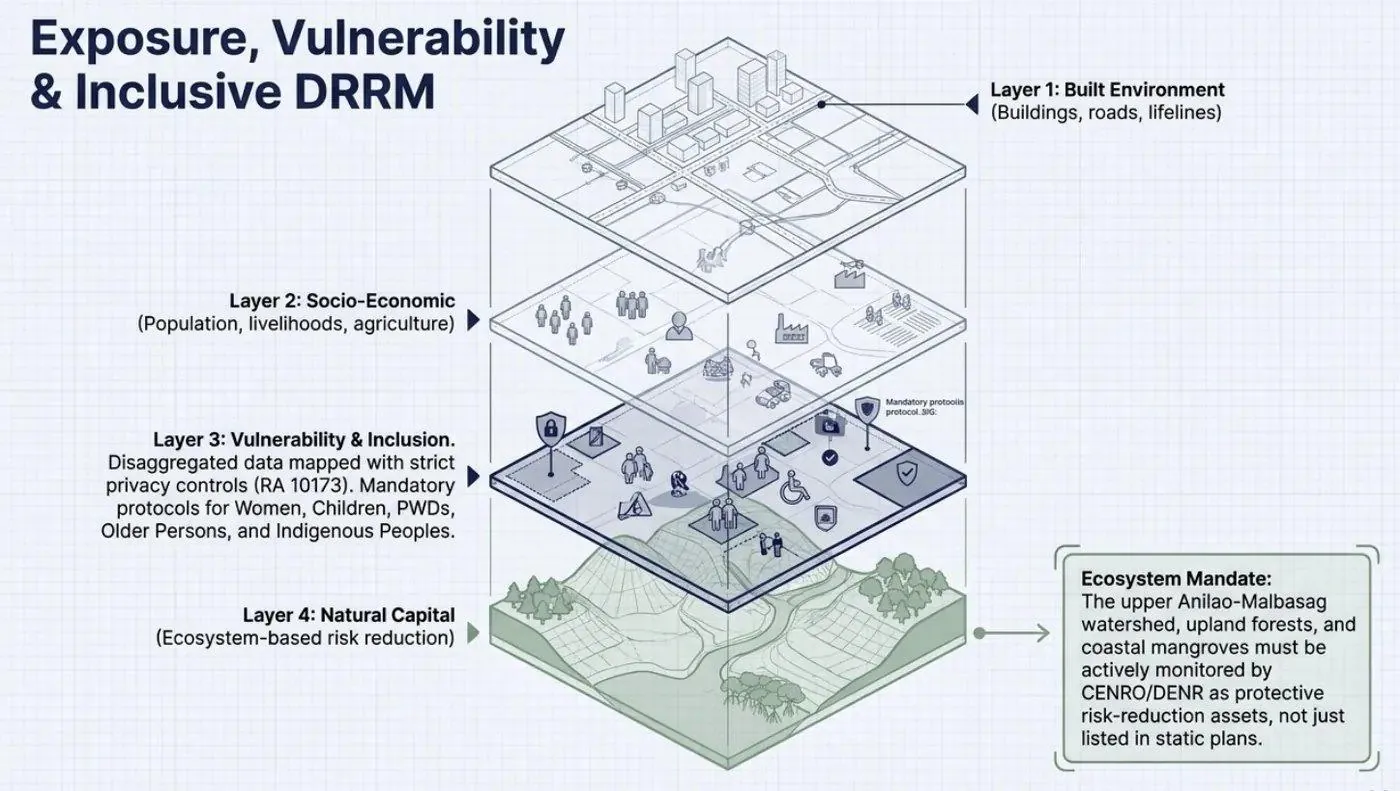 Exposure, Vulnerability
& Inclusive DRRM
Layer 1: Built Environment
(Buildings, roads, lifelines)
Layer 2: Socio-Economic
(Population, livelihoods, agriculture)
Mandatory protoolis
protocol.
Layer 3: Vulnerability & Inclusion.
Disaggregated data mapped with strict
privacy controls (RA 10173). Mandatory
protocols for Women, Children, PWDs,
Older Persons, and Indigenous Peoples.
Layer 4: Natural Capital
(Ecosystem-based risk reduction)
Ecosystem Mandate:
The upper Anilao-Malbasag
watershed, upland forests, and
coastal mangroves must be
actively monitored by
CENRO/DENR as protective
risk-reduction assets, not just
listed in static plans.